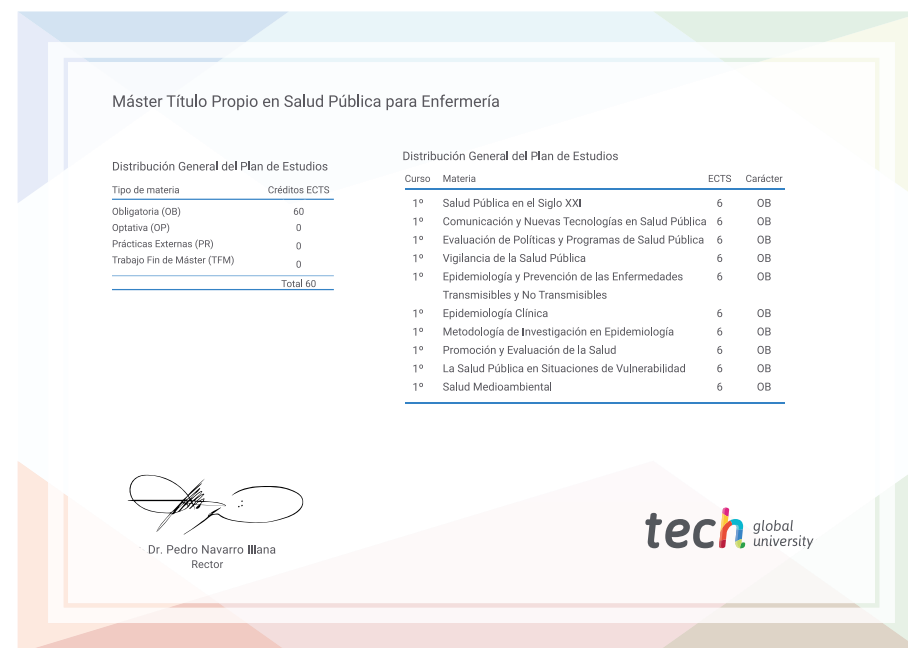 Máster Título Propio en Salud Pública para Enfermería
Distribución General del Plan de Estudios
Tipo de materia Créditos ECTS
Obligatoria (OB) 60
Optativa (OP) 0
Prácticas Externas (PR) 0
Trabajo Fin de Máster (TFM) 0
Total 60
Distribución General del Plan de Estudios
Curso Materia ECTS Carácter
1º Salud Pública en el Siglo XXI 6 OB
1º Comunicación y Nuevas Tecnologías en Salud Pública 6 OB
1º Evaluación de Políticas y Programas de Salud Pública 6 OB
1º Vigilancia de la Salud Pública 6 OB
1º Epidemiología y Prevención de las Enfermedades 6 OB
Transmisibles y No Transmisibles
1º Epidemiología Clínica 6 OB
1º Metodología de Investigación en Epidemiología 6 OB
1º Promoción y Evaluación de la Salud 6 OB
1º La Salud Pública en Situaciones de Vulnerabilidad 6 OB
1º Salud Medioambiental 6 OB
Dr. Pedro Navarro Illana
Rector
tech global
university